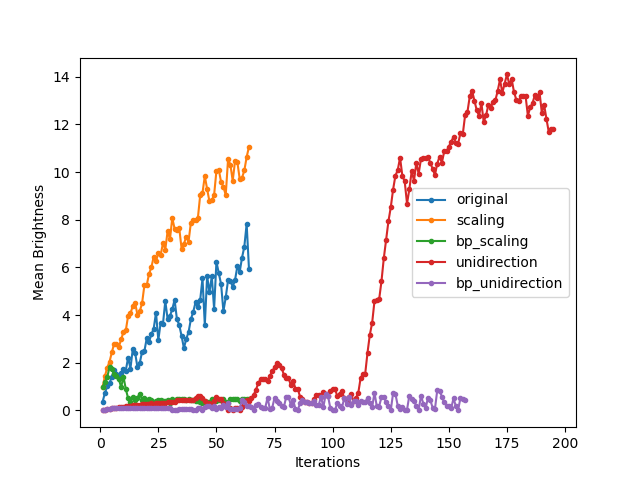 14
12
10
8
6
4
2
0
Mean Brightness
original
scaling
bp_scaling
unidirection
bp_unidirection
0 25 50 75 100 125 150 175 200
Iterations